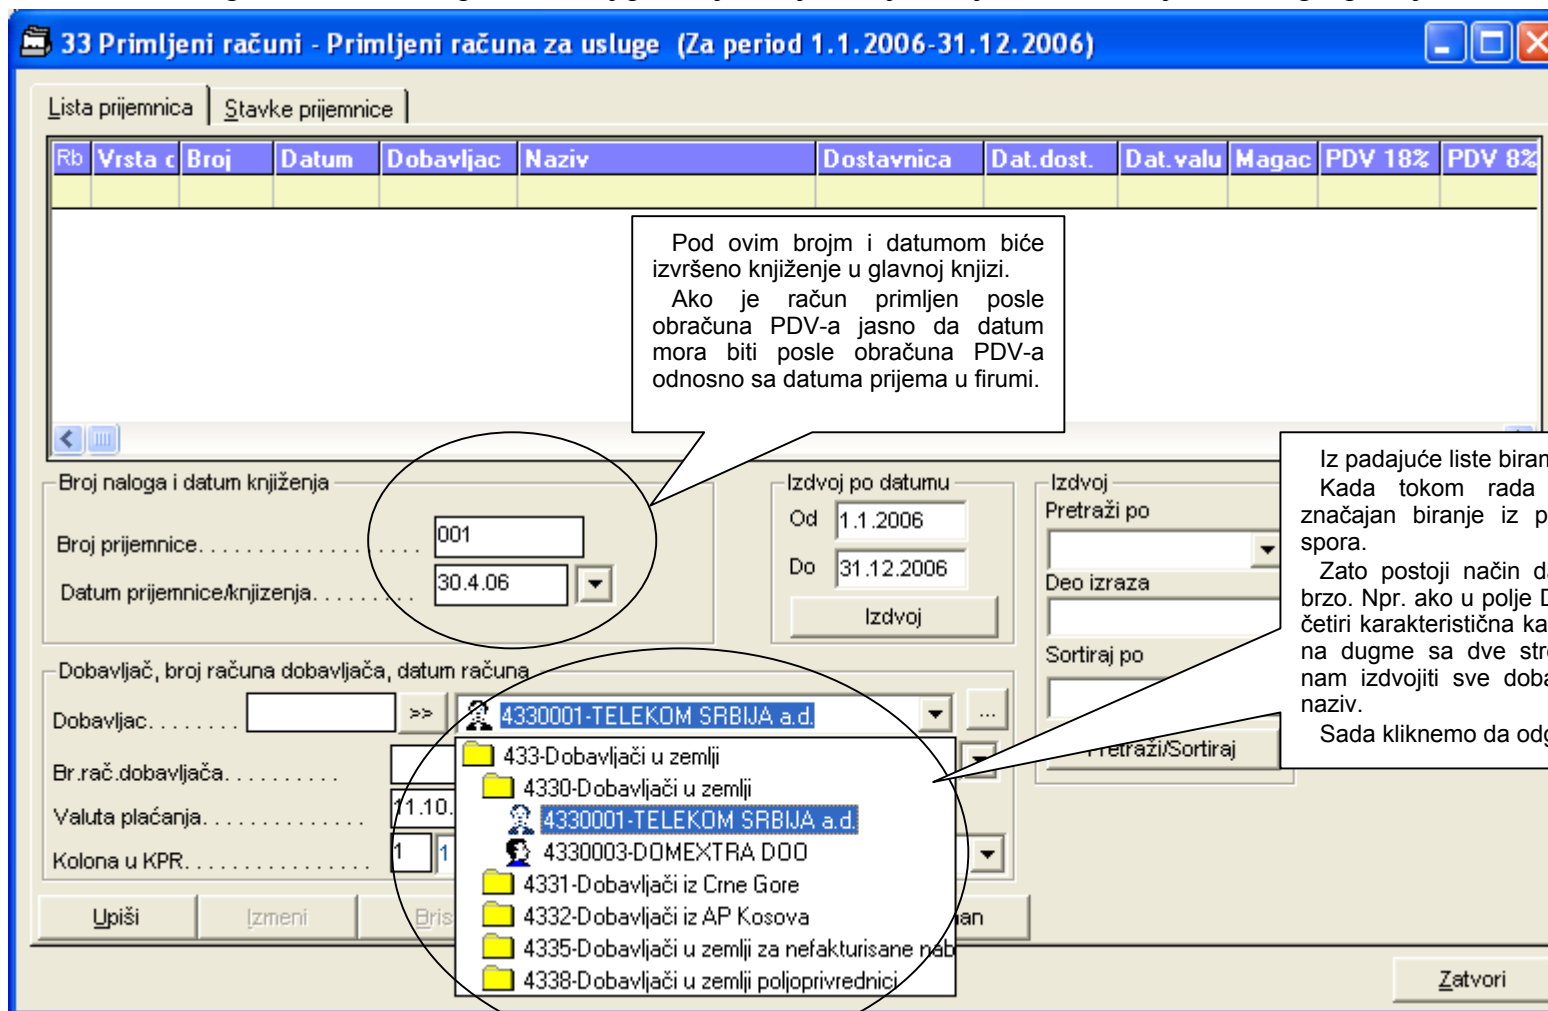 33 Primljeni računi - Primljeni računa za usluge (Za period 1.1.2006-31.12.2006)
Lista prijemnica
Stavke prijemnice
Rb Vrsta d Broj Datum Dobavljac Naziv Dostavnica Dat.dost. Dat.valu Magac PDV 18% PDV 8%
Pod ovim brojm i datumom biće
izvršeno knjiženje u glavnoj knjizi.
Ako je račun primljen posle
obračuna PDV-a jasno da datum
mora biti posle obračuna PDV-a
odnosno sa datuma prijema u firumi.
Broj naloga i datum knjiženja
Broj prijemnice. . . . . . . . . . . . . . . . . . 001
Datum prijemnice/knjizenja. . . . . . . . . 30.4.06
Izdvoj po datumu
Od 1.1.2006
Do 31.12.2006
Izdvoj
Izdvoj
Pretraži po
Deo izraza
Sortiraj po
Pretraži/Sortiraj
Iz padajuće liste biram
Kada tokom rada
značajan biranje iz p
spora.
Zato postoji način da
brzo. Npr. ako u polje D
četiri karakteristična ka
na dugme sa dve stre
nam izdvojiti sve doba
naziv.
Sada kliknemo da odg
Dobavljač, broj računa dobavljača, datum računa
Dobavljac. . . . . . . . >> 4330001-TELEKOM SRBIJA a.d. ...
Br.rač.dobavljača. . . . . . . . . .
Valuta plaćanja. . . . . . . . . . . . . . 11.10.
Kolona u KPR. . . . . . . . . . . . . . . . 1 1
433-Dobavljači u zemlji
4330-Dobavljači u zemlji
4330001-TELEKOM SRBIJA a.d.
4330003-DOMEXTRA DOO
4331-Dobavljači iz Crne Gore
4332-Dobavljači iz AP Kosova
4335-Dobavljači u zemlji za nefakturisane nab
4338-Dobavljači u zemlji poljoprivrednici
Upiši Izmeni Bris an
Zatvori